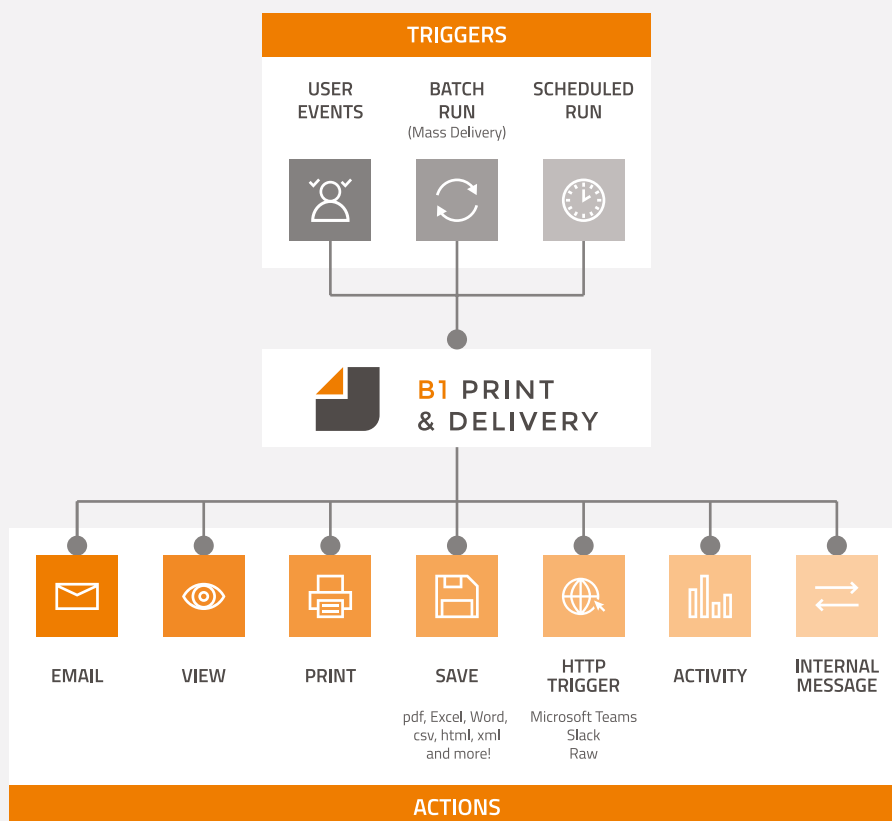 TRIGGERS
USER
EVENTS
BATCH
RUN
(Mass Delivery)
SCHEDULED
RUN
B1 PRINT
& DELIVERY
EMAIL
VIEW
PRINT
SAVE
pdf, Excel, Word,
csv, html, xml
and more!
HTTP
TRIGGER
Microsoft Teams
Slack
Raw
ACTIVITY
INTERNAL
MESSAGE
ACTIONS